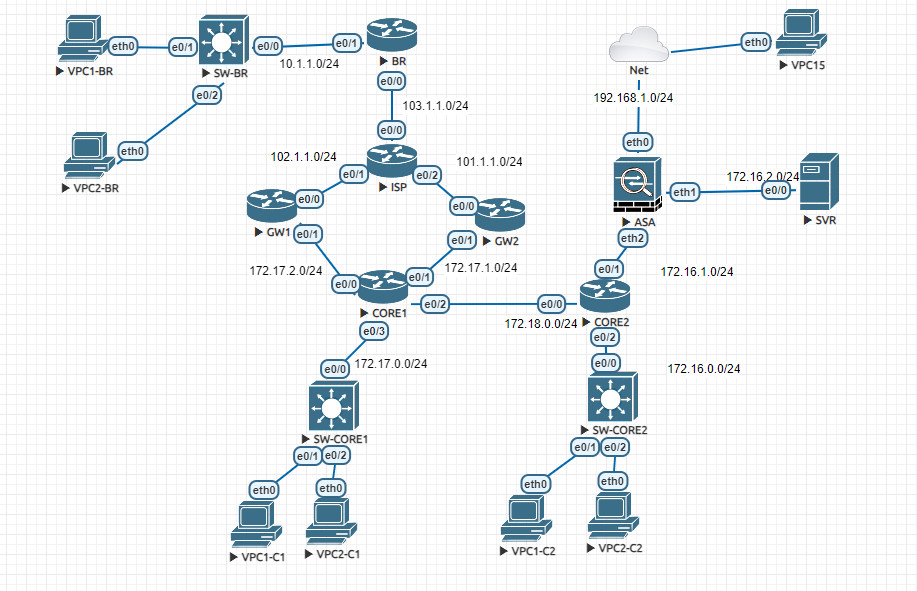 eth0
e0/1
e0/0
e0/1
VPC1-BR
SW-BR
10.1.1.0/24
BR
e0/2
e0/0
eth0
VPC2-BR
103.1.1.0/24
e0/0
102.1.1.0/24
101.1.1.0/24
e0/1
e0/2
ISP
e0/0
e0/0
GW1
e0/1
e0/1
GW2
172.17.2.0/24
172.17.1.0/24
e0/0
e0/1
CORE1
e0/2
e0/0
e0/3
172.18.0.0/24
CORE2
172.17.0.0/24
e0/0
SW-CORE1
e0/1
e0/2
eth0
eth0
VPC1-C1
VPC2-C1
Net
eth0
VPC15
192.168.1.0/24
eth0
172.16.2.0/24
eth1
e0/0
ASA
SVR
eth2
e0/1
172.16.1.0/24
e0/2
e0/0
172.16.0.0/24
SW-CORE2
e0/1
e0/2
eth0
eth0
VPC1-C2
VPC2-C2